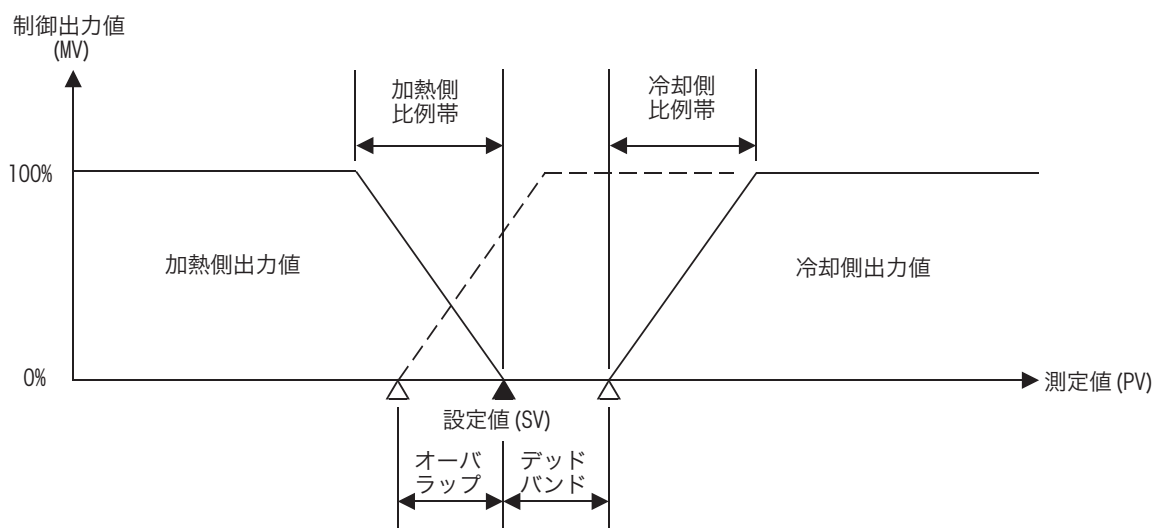 制御出力値
(MV)
加熱側
比例帯
冷却側
比例帯
100%
加熱側出力値
冷却側出力値
0%
測定値 (PV)
設定値 (SV)
オーバ
ラップ
デッド
バンド